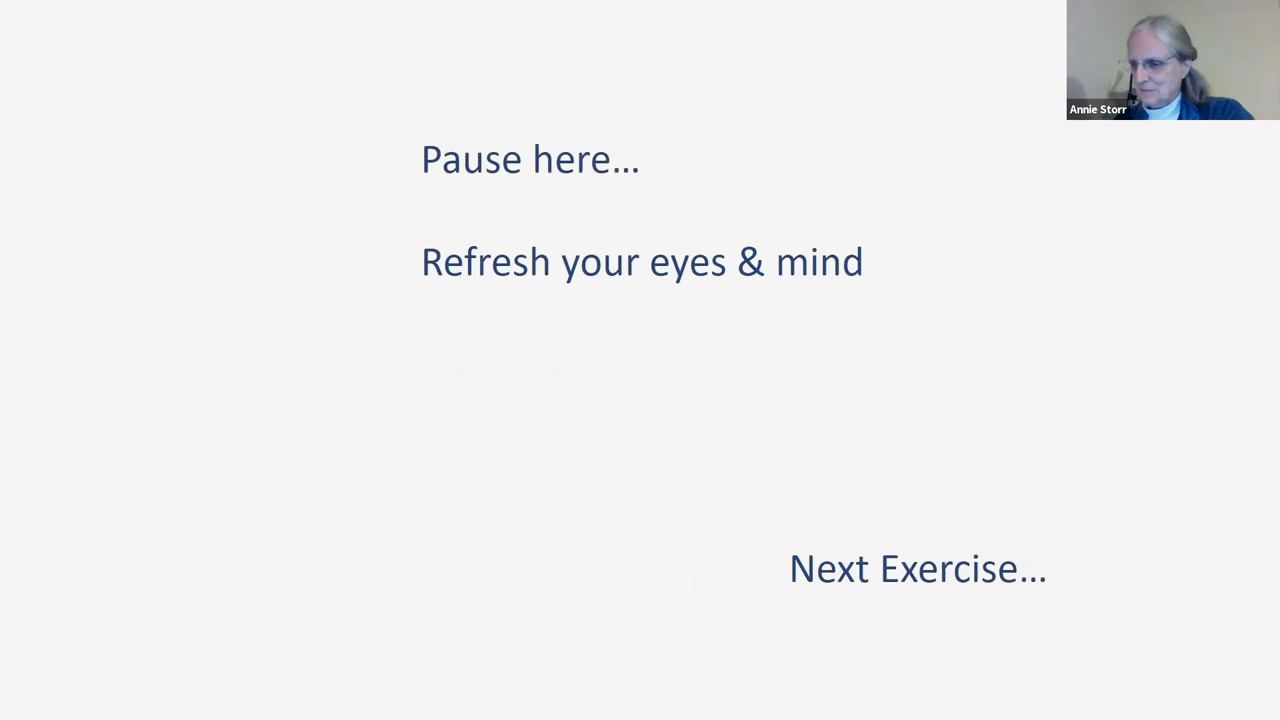 Annie Storr
Pause here...
Refresh your eyes & mind
Next Exercise...